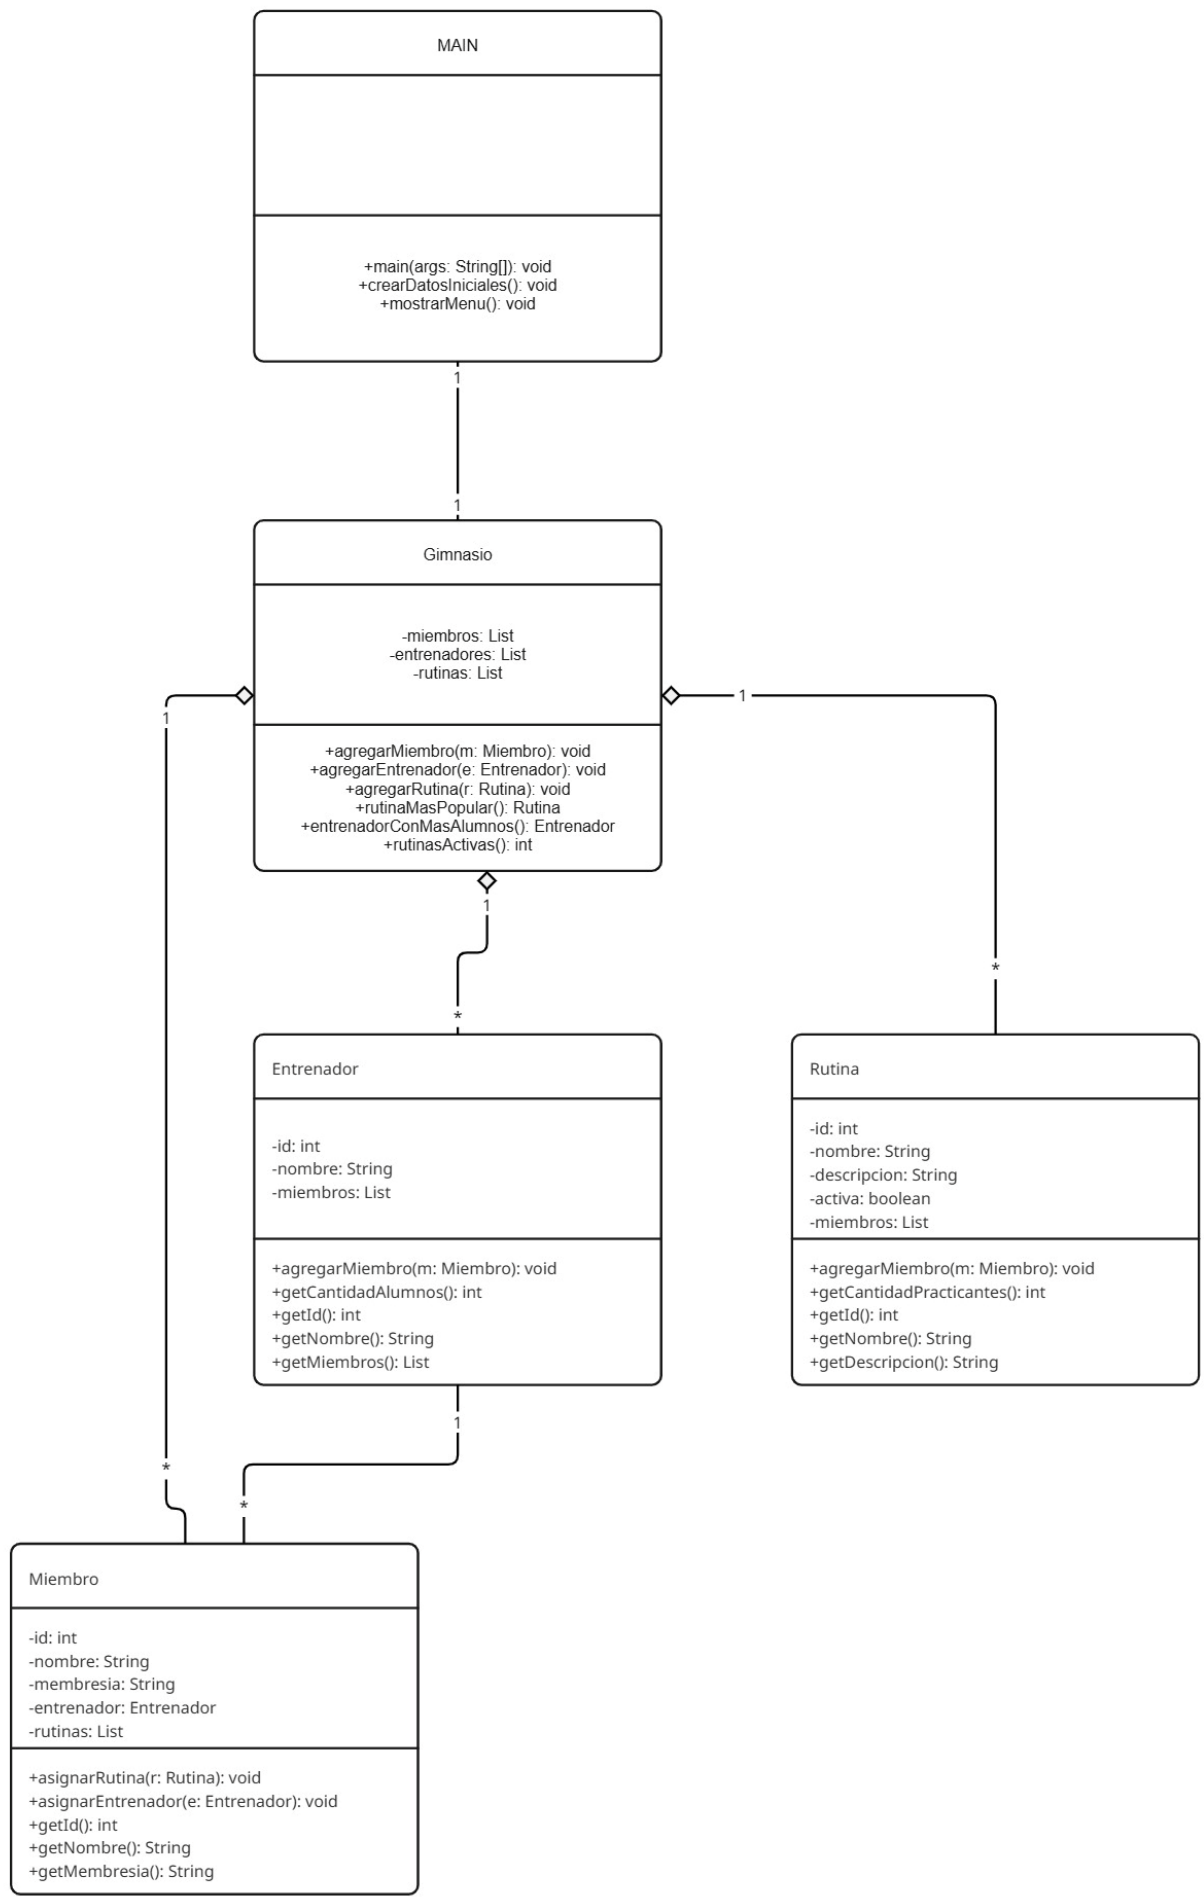 MAIN
+main(args: String[]): void
+crearDatosIniciales(): void
+mostrarMenu(): void
1
1
Gimnasio
-miembros: List
-entrenadores: List
-rutinas: List
1
1
+agregarMiembro(m: Miembro): void
+agregarEntrenador(e: Entrenador): void
+agregarRutina(r: Rutina): void
+rutinaMasPopular(): Rutina
+entrenadorConMasAlumnos(): Entrenador
+rutinasActivas(): int
1
*
*
Entrenador
-id: int
-nombre: String
-miembros: List
+agregarMiembro(m: Miembro): void
+getCantidadAlumnos(): int
+getId(): int
+getNombre(): String
+getMiembros(): List
Rutina
-id: int
-nombre: String
-descripcion: String
-activa: boolean
-miembros: List
+agregarMiembro(m: Miembro): void
+getCantidadPracticantes(): int
+getId(): int
+getNombre(): String
+getDescripcion(): String
1
*
*
Miembro
-id: int
-nombre: String
-membresia: String
-entrenador: Entrenador
-rutinas: List
+asignarRutina(r: Rutina): void
+asignarEntrenador(e: Entrenador): void
+getId(): int
+getNombre(): String
+getMembresia(): String